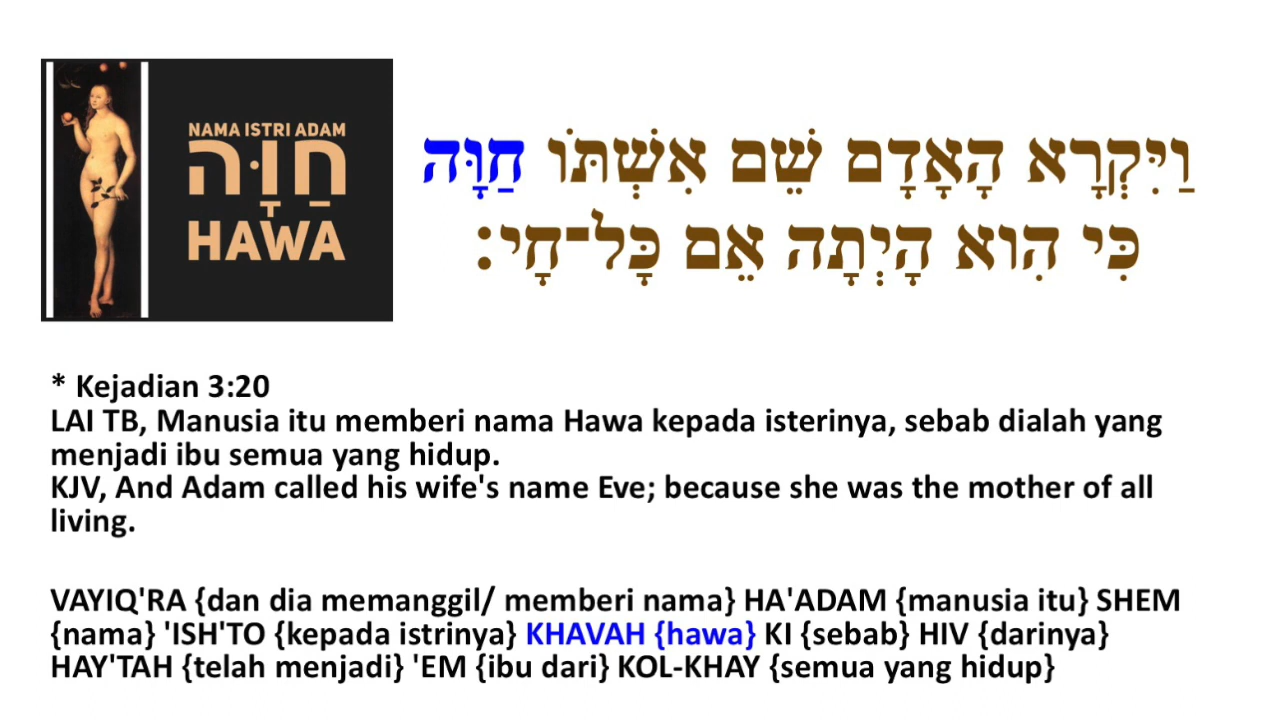 NAMA ISTRI ADAM
חַוָּה
HAWA
וַיִּקְרָא הָאָדָם שֵׁם אִשְׁתֹּו חַוָּה
כִּי הִוא הָיְתָה אֵם כָּל־חָי׃
* Kejadian 3:20
LAI TB, Manusia itu memberi nama Hawa kepada isterinya, sebab dialah yang
menjadi ibu semua yang hidup.
KJV, And Adam called his wife's name Eve; because she was the mother of all
living.
VAYIQ'RA {dan dia memanggil/ memberi nama} HA'ADAM {manusia itu} SHEM
{nama} 'ISH'TO {kepada istrinya} KHAVAH {hawa} KI {sebab} HIV {darinya}
HAY'TAH {telah menjadi} 'EM {ibu dari} KOL-KHAY {semua yang hidup}